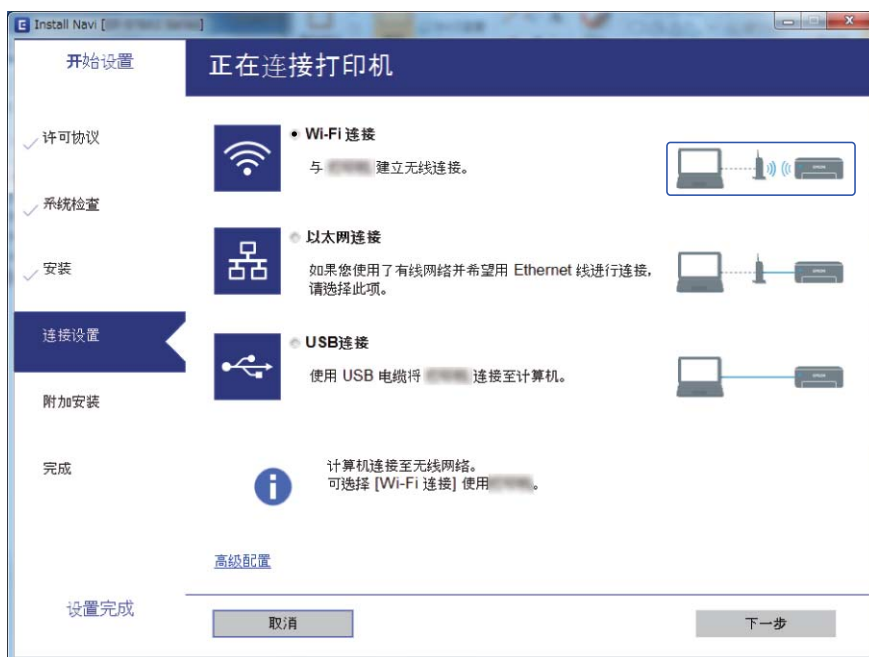 Install Navi [
]
开始设置
正在连接打印机
许可协议
系统检查
安装
连接设置
附加安装
完成
设置完成
Wi-Fi 连接
与 建立无线连接。
以太网连接
如果您使用了有线网络并希望用 Ethernet 线进行连接，
请选择此项。
USB连接
使用 USB 电缆将 连接至计算机。
计算机连接至无线网络。
可选择 [Wi-Fi 连接] 使用 。
高级配置
取消
下一步